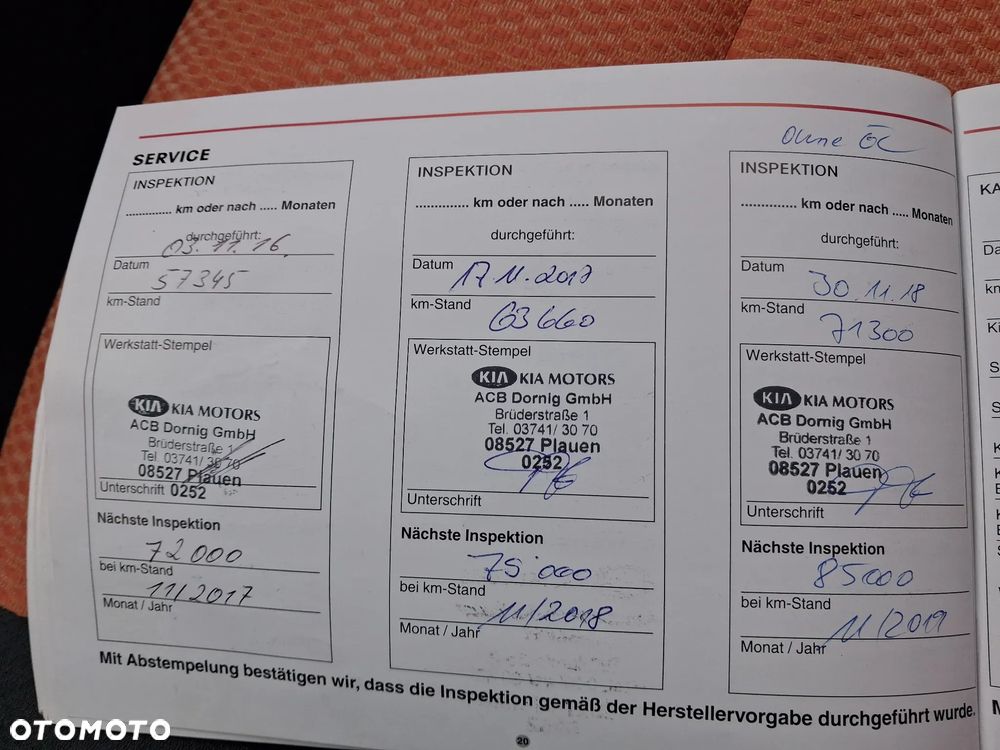 Ohne ÖL
SERVICE
INSPEKTION
.............. km oder nach ..... Monaten
durchgeführt:
03.11.16.
Datum
57345
km-Stand
Werkstatt-Stempel
KIA KIA MOTORS
ACB Dornig GmbH
Brüderstraße 1
Tel. 03741/ 30 70
08527 Plauen
Unterschrift 0252
Nächste Inspektion
72000
bei km-Stand
11/2017
Monat / Jahr
INSPEKTION
................ km oder nach ..... Monaten
durchgeführt:
Datum 17.11.2017
km-Stand
63660
Werkstatt-Stempel
KIA KIA MOTORS
ACB Dornig GmbH
Brüderstraße 1
Tel. 03741/ 30 70
08527 Plauen
0252
Unterschrift
Nächste Inspektion
75 000
bei km-Stand
11/2018
Monat / Jahr
INSPEKTION
................ km oder nach ..... Monaten
durchgeführt:
Datum
30.11.18
km-Stand
71300
Werkstatt-Stempel
KIA KIA MOTORS
ACB Dornig GmbH
Brüderstraße 1
Tel. 03741/ 30 70
08527 Plauen
0252
Unterschrift
Nächste Inspektion
85000
bei km-Stand
11/2019
Monat / Jahr
Mit Abstempelung bestätigen wir, dass die Inspektion gemäß der Herstellervorgabe durchgeführt wurde.
20
OTOMOTO